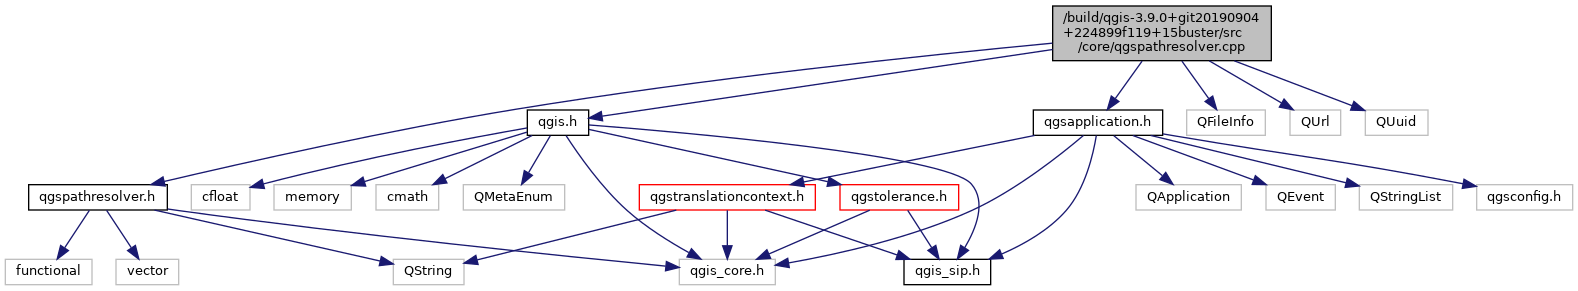 /build/qgis-3.9.0+git20190904
+224899f119+15buster/src
/core/qgspathresolver.cpp
qgis.h
qgsapplication.h
QFileInfo
QUrl
QUuid
qgspathresolver.h
cfloat
memory
cmath
QMetaEnum
qgstranslationcontext.h
qgstolerance.h
QApplication
QEvent
QStringList
qgsconfig.h
functional
vector
QString
qgis_core.h
qgis_sip.h